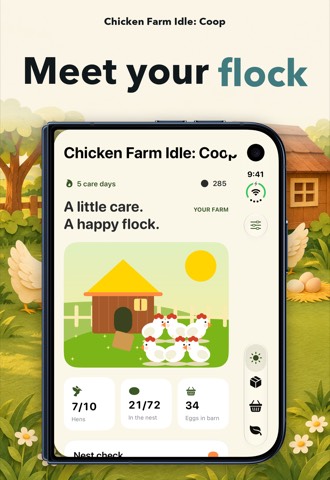 Chicken Farm Idle: Coop
Meet your flock
Chicken Farm Idle: Coop
9:41
5 care days
285
A little care.
A happy flock.
YOUR FARM
7/10
Hens
21/72
In the nest
34
Eggs in barn
Nest check